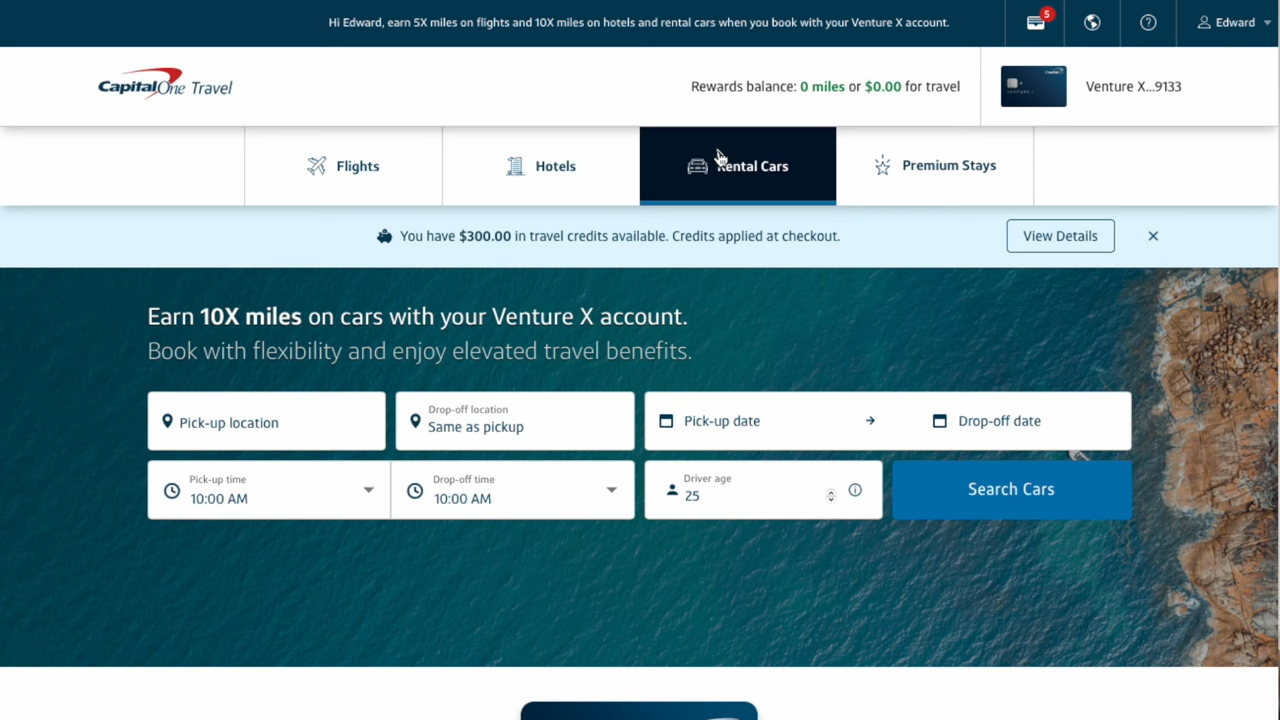 Hi Edward, earn 5X miles on flights and 10X miles on hotels and rental cars when you book with your Venture X account.
5
Edward
CapitalOne Travel
Rewards balance: 0 miles or $0.00 for travel
Venture X...9133
Flights
Hotels
Rental Cars
Premium Stays
You have $300.00 in travel credits available. Credits applied at checkout.
View Details
Earn 10X miles on cars with your Venture X account.
Book with flexibility and enjoy elevated travel benefits.
Pick-up location
Drop-off location
Same as pickup
Pick-up date
Drop-off date
Pick-up time
10:00 AM
Drop-off time
10:00 AM
Driver age
25
Search Cars